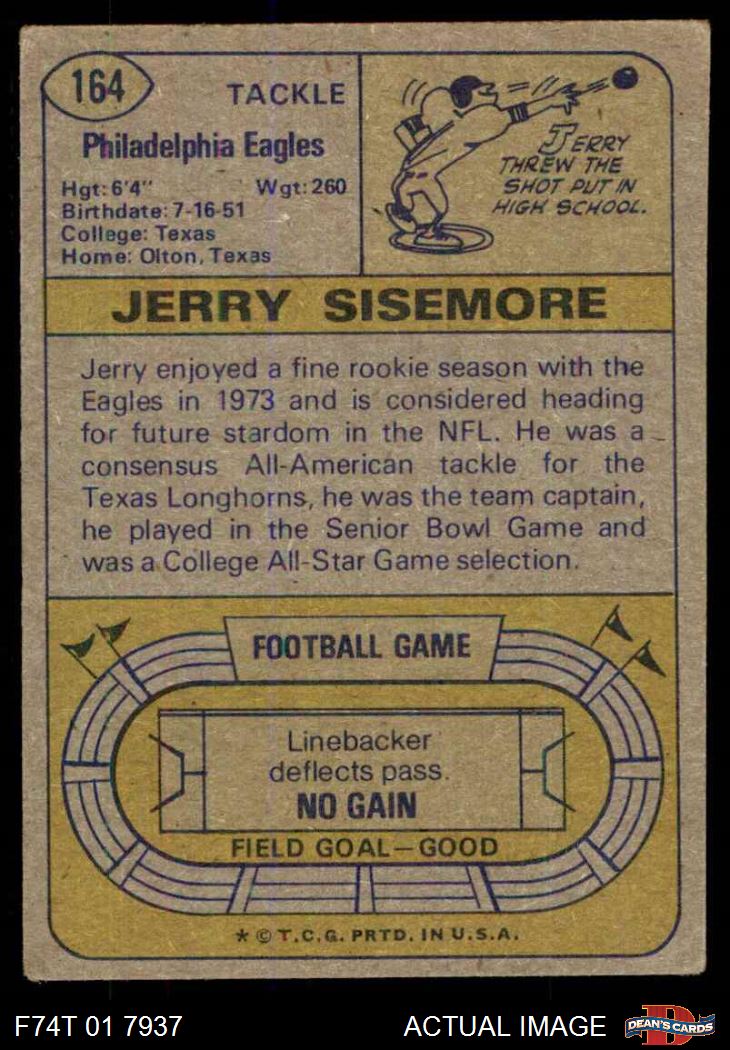 164
TACKLE
Philadelphia Eagles
Hgt: 6'4" Wgt: 260
Birthdate: 7-16-51
College: Texas
Home: Olton, Texas
JERRY
THREW THE
SHOT PUT IN
HIGH SCHOOL.
JERRY SISEMORE
Jerry enjoyed a fine rookie season with the
Eagles in 1973 and is considered heading
for future stardom in the NFL. He was a
consensus All-American tackle for the
Texas Longhorns, he was the team captain,
he played in the Senior Bowl Game and
was a College All-Star Game selection.
FOOTBALL GAME
Linebacker
deflects pass.
NO GAIN
FIELD GOAL—GOOD
* © T.C.G. PRTD. IN U.S.A.
F74T 01 7937 ACTUAL IMAGE
D
DEAN'S CARDS